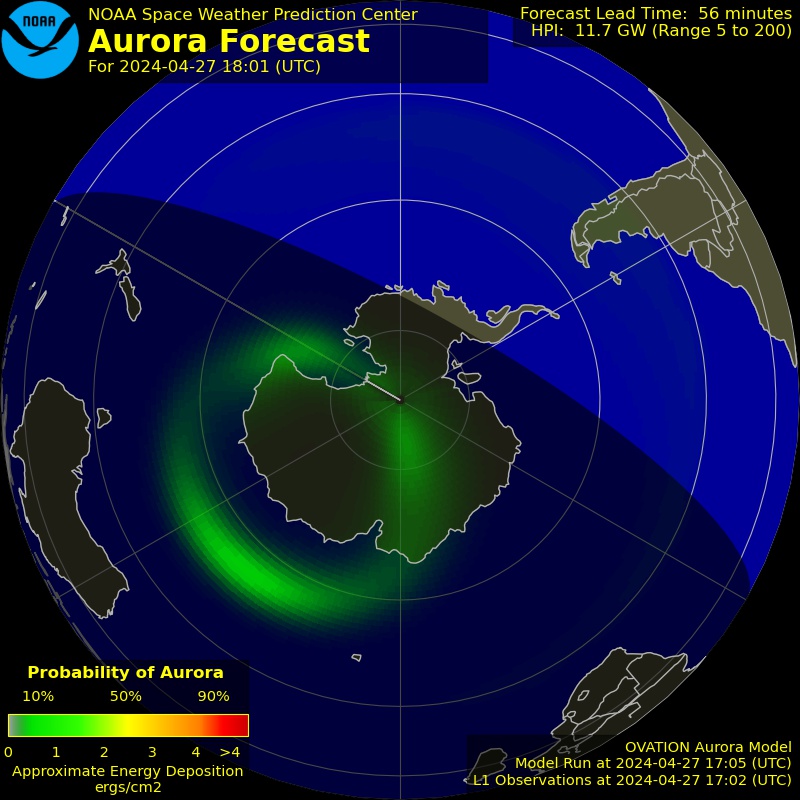 NOAA
NOAA Space Weather Prediction Center
Aurora Forecast
For 2024-04-27 18:01 (UTC)
Forecast Lead Time: 56 minutes
HPI: 11.7 GW (Range 5 to 200)
Probability of Aurora
10% 50% 90%
0 1 2 3 4 >4
Approximate Energy Deposition
ergs/cm2
OVATION Aurora Model
Model Run at 2024-04-27 17:05 (UTC)
L1 Observations at 2024-04-27 17:02 (UTC)